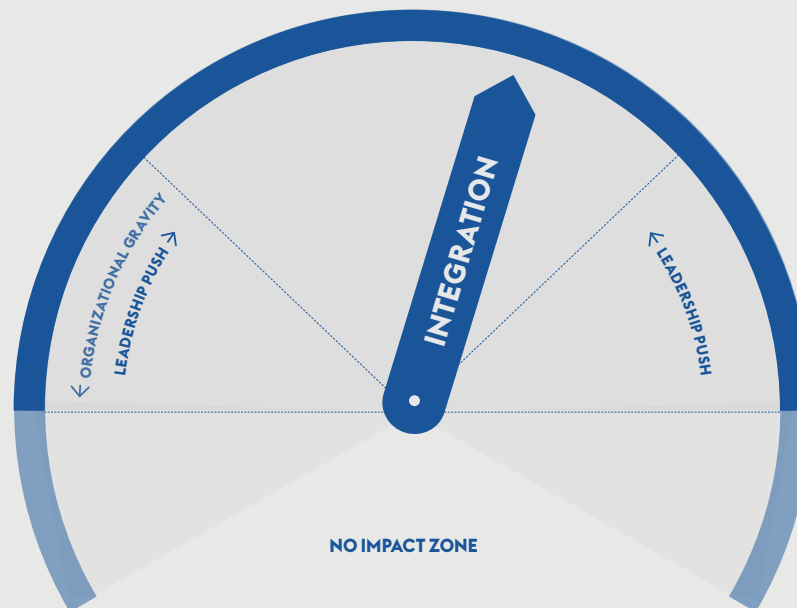 ORGANIZATIONAL GRAVITY
LEADERSHIP PUSH
INTEGRATION
LEADERSHIP PUSH
NO IMPACT ZONE